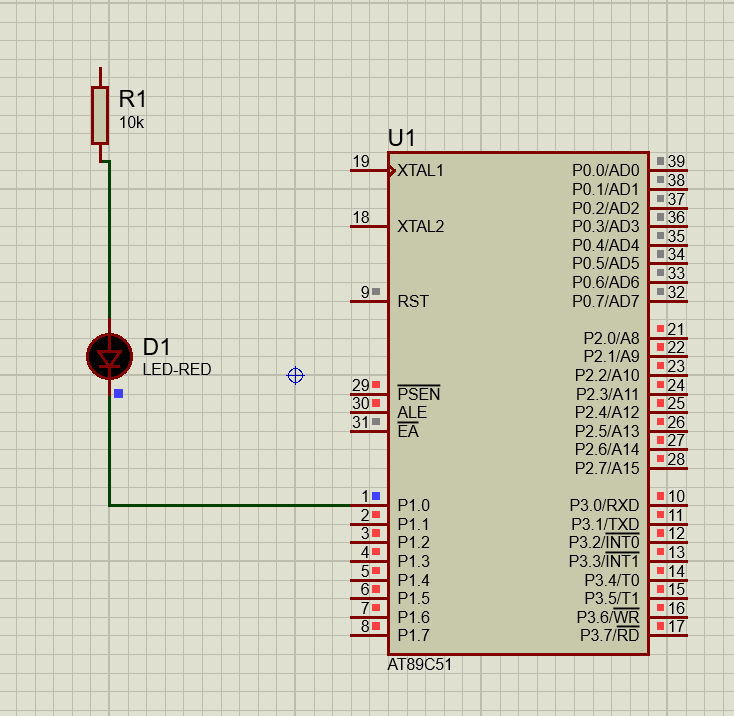 R1
10k
D1
LED-RED
U1
19 XTAL1
18 XTAL2
9 RST
29 PSEN
30 ALE
31 EA
1 P1.0
2 P1.1
3 P1.2
4 P1.3
5 P1.4
6 P1.5
7 P1.6
8 P1.7
P0.0/AD0 39
P0.1/AD1 38
P0.2/AD2 37
P0.3/AD3 36
P0.4/AD4 35
P0.5/AD5 34
P0.6/AD6 33
P0.7/AD7 32
P2.0/A8 21
P2.1/A9 22
P2.2/A10 23
P2.3/A11 24
P2.4/A12 25
P2.5/A13 26
P2.6/A14 27
P2.7/A15 28
P3.0/RXD 10
P3.1/TXD 11
P3.2/INT0 12
P3.3/INT1 13
P3.4/T0 14
P3.5/T1 15
P3.6/WR 16
P3.7/RD 17
AT89C51